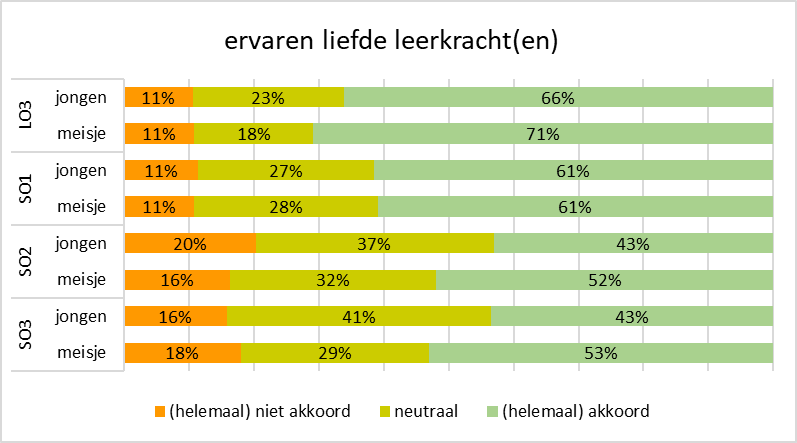 ervaren liefde leerkracht(en)
LO3
jongen 11% 23% 66%
meisje 11% 18% 71%
SO1
jongen 11% 27% 61%
meisje 11% 28% 61%
SO2
jongen 20% 37% 43%
meisje 16% 32% 52%
SO3
jongen 16% 41% 43%
meisje 18% 29% 53%
(helemaal) niet akkoord neutraal (helemaal) akkoord